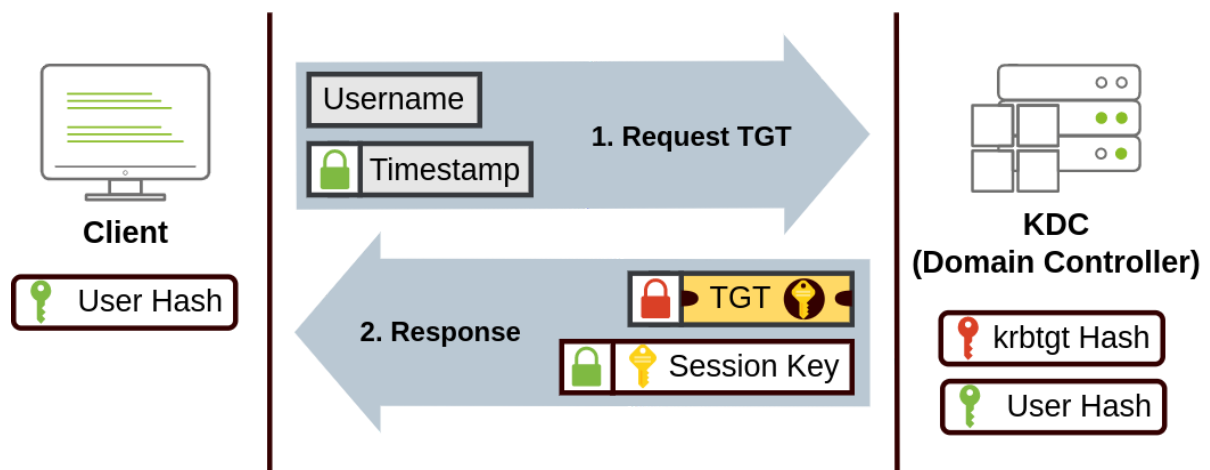 Username
1. Request TGT
Timestamp
Client
KDC
(Domain Controller)
User Hash
TGT
2. Response
Session Key
krbtgt Hash
User Hash